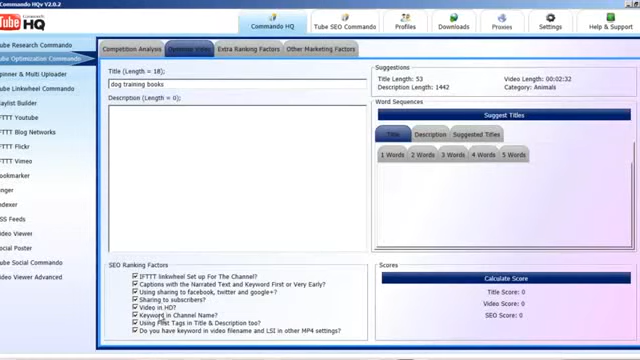 Commando HQv V2.0.2
Tube
HQ
Commando HQ
Tube SEO Commando
Profiles
Downloads
Proxies
Settings
Help & Support
ube Research Commando
ube Optimization Commando
pinner & Multi Uploader
ube Linkwheel Commando
laylist Builder
FTTT Youtube
FTTT Blog Networks
FTTT Flickr
FTTT Vimeo
ookmarker
inger
ndexer
SS Feeds
ideo Viewer
ocial Poster
ube Social Commando
ideo Viewer Advanced
Competition Analysis
Optimize Video
Extra Ranking Factors
Other Marketing Factors
Title (Length = 18);
dog training books
Description (Length = 0);
SEO Ranking Factors
IFTTT linkwheel Set up For The Channel?
Captions with the Narrated Text and Keyword First or Very Early?
Using sharing to facebook, twitter and google+?
Sharing to subscribers?
Video in HD?
Keyword in Channel Name?
Using First Tags in Title & Description too?
Do you have keyword in video filename and LSI in other MP4 settings?
Suggestions
Title Length: 53
Video Length: 00:02:32
Description Length: 1442
Category: Animals
Word Sequences
Suggest Titles
Title
Description
Suggested Titles
1 Words
2 Words
3 Words
4 Words
5 Words
Scores
Calculate Score
Title Score: 0
Video Score: 0
SEO Score: 0